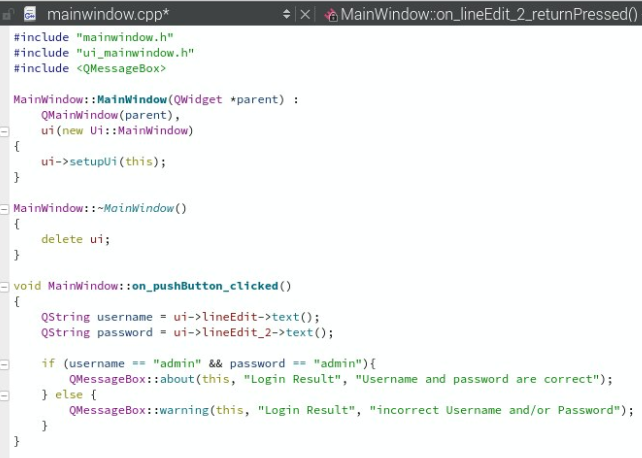 mainwindow.cpp* MainWindow::on_lineEdit_2_returnPressed()
#include "mainwindow.h"
#include "ui_mainwindow.h"
#include <QMessageBox>
MainWindow::MainWindow(QWidget *parent) :
    QMainWindow(parent),
    ui(new Ui::MainWindow)
{
    ui->setupUi(this);
}
MainWindow::~MainWindow()
{
    delete ui;
}
void MainWindow::on_pushButton_clicked()
{
    QString username = ui->lineEdit->text();
    QString password = ui->lineEdit_2->text();
    if (username == "admin" && password == "admin"){
        QMessageBox::about(this, "Login Result", "Username and password are correct");
    } else {
        QMessageBox::warning(this, "Login Result", "incorrect Username and/or Password");
    }
}